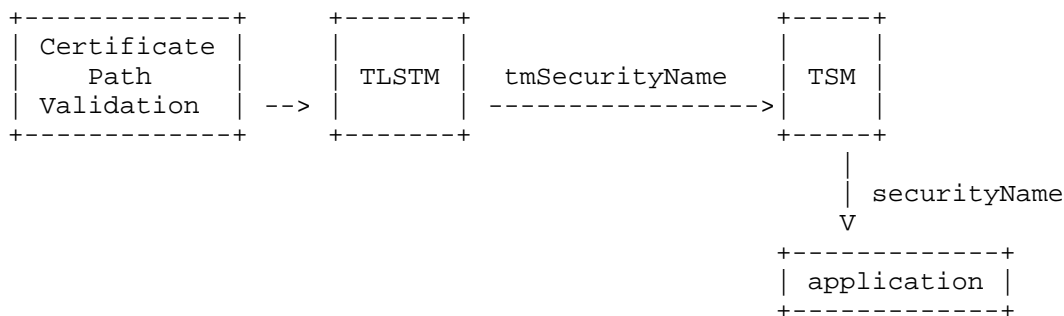 +-------------+     +-------+                   +-----+
| Certificate |     |       |                   |     |
|    Path     |     | TLSTM |  tmSecurityName   | TSM |
| Validation  | --> |       | ----------------->|     |
+-------------+     +-------+                   +-----+
                                                    |
                                                    | securityName
                                                    V
                                                +-------------+
                                                | application |
                                                +-------------+